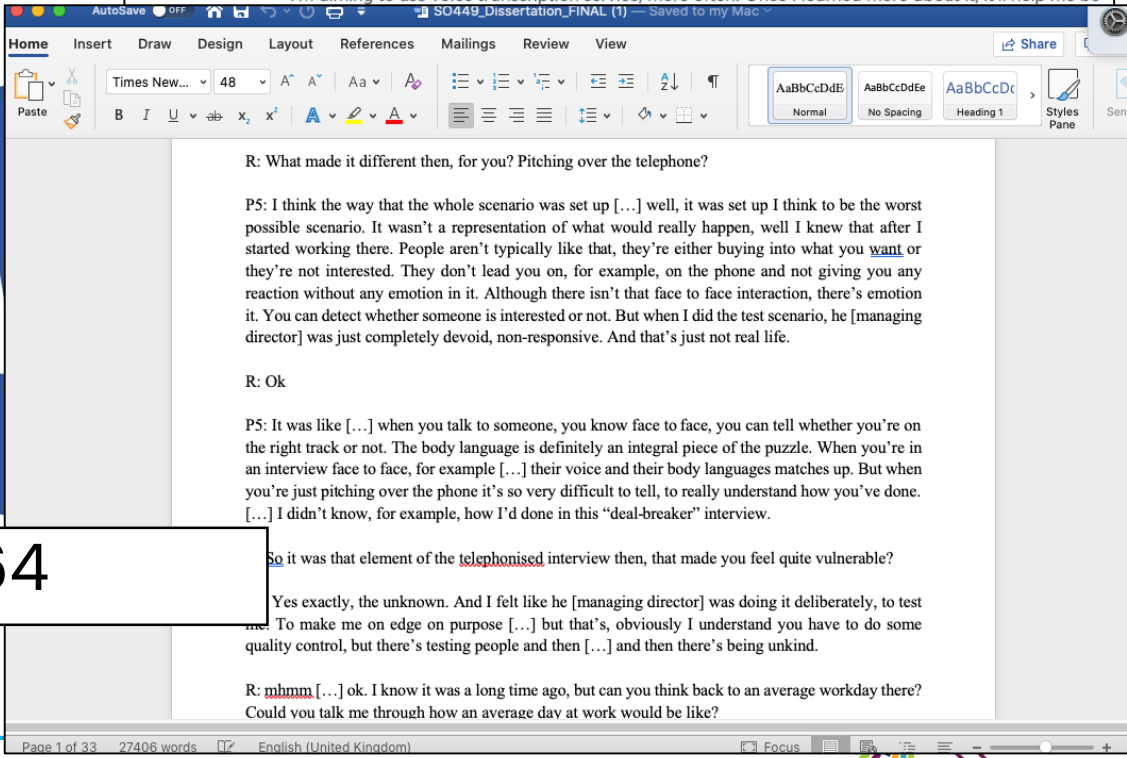 AutoSave OFF SO449_Dissertation_FINAL (1) — Saved to my Mac
Home Insert Draw Design Layout References Mailings Review View Share
Paste Times New... 48 Aa AaBbCcDdE AaBbCcDdEe AaBbCcDc
B I U ab x₂ x² A A Normal No Spacing Heading 1 Styles Pane
R: What made it different then, for you? Pitching over the telephone?
P5: I think the way that the whole scenario was set up […] well, it was set up I think to be the worst
possible scenario. It wasn’t a representation of what would really happen, well I knew that after I
started working there. People aren’t typically like that, they’re either buying into what you want or
they’re not interested. They don’t lead you on, for example, on the phone and not giving you any
reaction without any emotion in it. Although there isn’t that face to face interaction, there’s emotion
it. You can detect whether someone is interested or not. But when I did the test scenario, he [managing
director] was just completely devoid, non-responsive. And that’s just not real life.
R: Ok
P5: It was like […] when you talk to someone, you know face to face, you can tell whether you’re on
the right track or not. The body language is definitely an integral piece of the puzzle. When you’re in
an interview face to face, for example […] their voice and their body languages matches up. But when
you’re just pitching over the phone it’s so very difficult to tell, to really understand how you’ve done.
[…] I didn’t know, for example, how I’d done in this “deal-breaker” interview.
So it was that element of the telephonised interview then, that made you feel quite vulnerable?
64
Yes exactly, the unknown. And I felt like he [managing director] was doing it deliberately, to test
To make me on edge on purpose […] but that’s, obviously I understand you have to do some
quality control, but there’s testing people and then […] and then there’s being unkind.
R: mhmm […] ok. I know it was a long time ago, but can you think back to an average workday there?
Could you talk me through how an average day at work would be like?
Page 1 of 33 27406 words English (United Kingdom) Focus